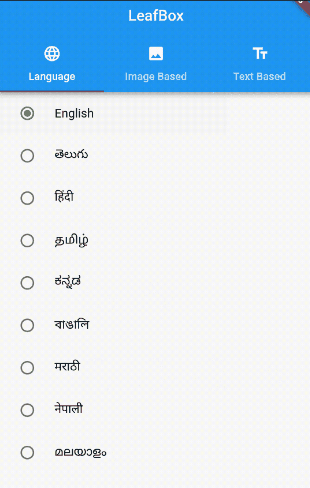 LeafBox
Language Image Based Text Based
English
తెలుగు
हिंदी
தமிழ்
ಕನ್ನಡ
বাঙালি
मराठी
नेपाली
മലയാളം